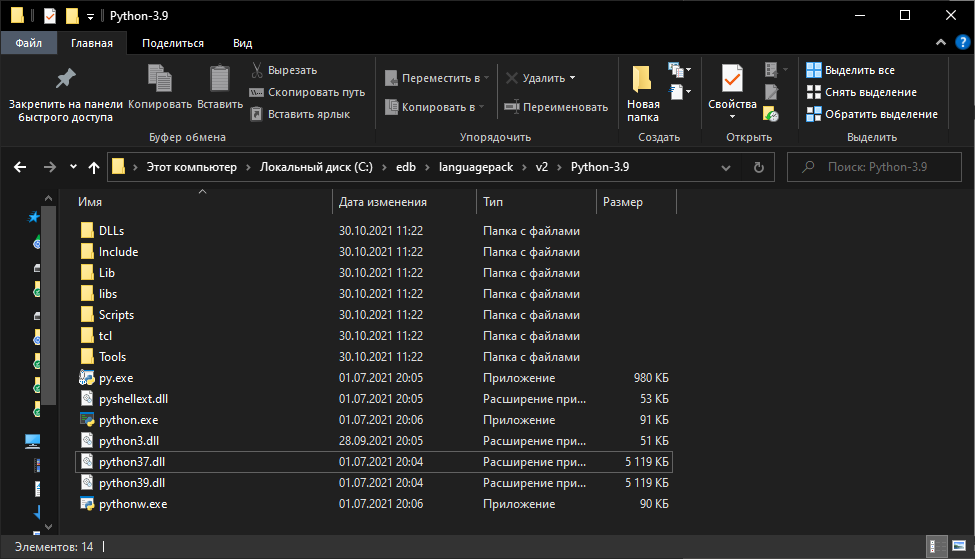 Python-3.9
Файл Главная Поделиться Вид
Закрепить на панели быстрого доступа
Копировать
Вставить
Вырезать
Скопировать путь
Вставить ярлык
Буфер обмена
Переместить в
Копировать в
Удалить
Переименовать
Упорядочить
Новая папка
Создать
Свойства
Открыть
Выделить все
Снять выделение
Обратить выделение
Выделить
Этот компьютер › Локальный диск (C:) › edb › languagepack › v2 › Python-3.9
Поиск: Python-3.9
Имя Дата изменения Тип Размер
DLLs 30.10.2021 11:22 Папка с файлами
Include 30.10.2021 11:22 Папка с файлами
Lib 30.10.2021 11:22 Папка с файлами
libs 30.10.2021 11:22 Папка с файлами
Scripts 30.10.2021 11:22 Папка с файлами
tcl 30.10.2021 11:22 Папка с файлами
Tools 30.10.2021 11:22 Папка с файлами
py.exe 01.07.2021 20:05 Приложение 980 КБ
pyshellext.dll 01.07.2021 20:05 Расширение при... 53 КБ
python.exe 01.07.2021 20:06 Приложение 91 КБ
python3.dll 28.09.2021 20:05 Расширение при... 51 КБ
python37.dll 01.07.2021 20:04 Расширение при... 5 119 КБ
python39.dll 01.07.2021 20:04 Расширение при... 5 119 КБ
pythonw.exe 01.07.2021 20:06 Приложение 90 КБ
Элементов: 14